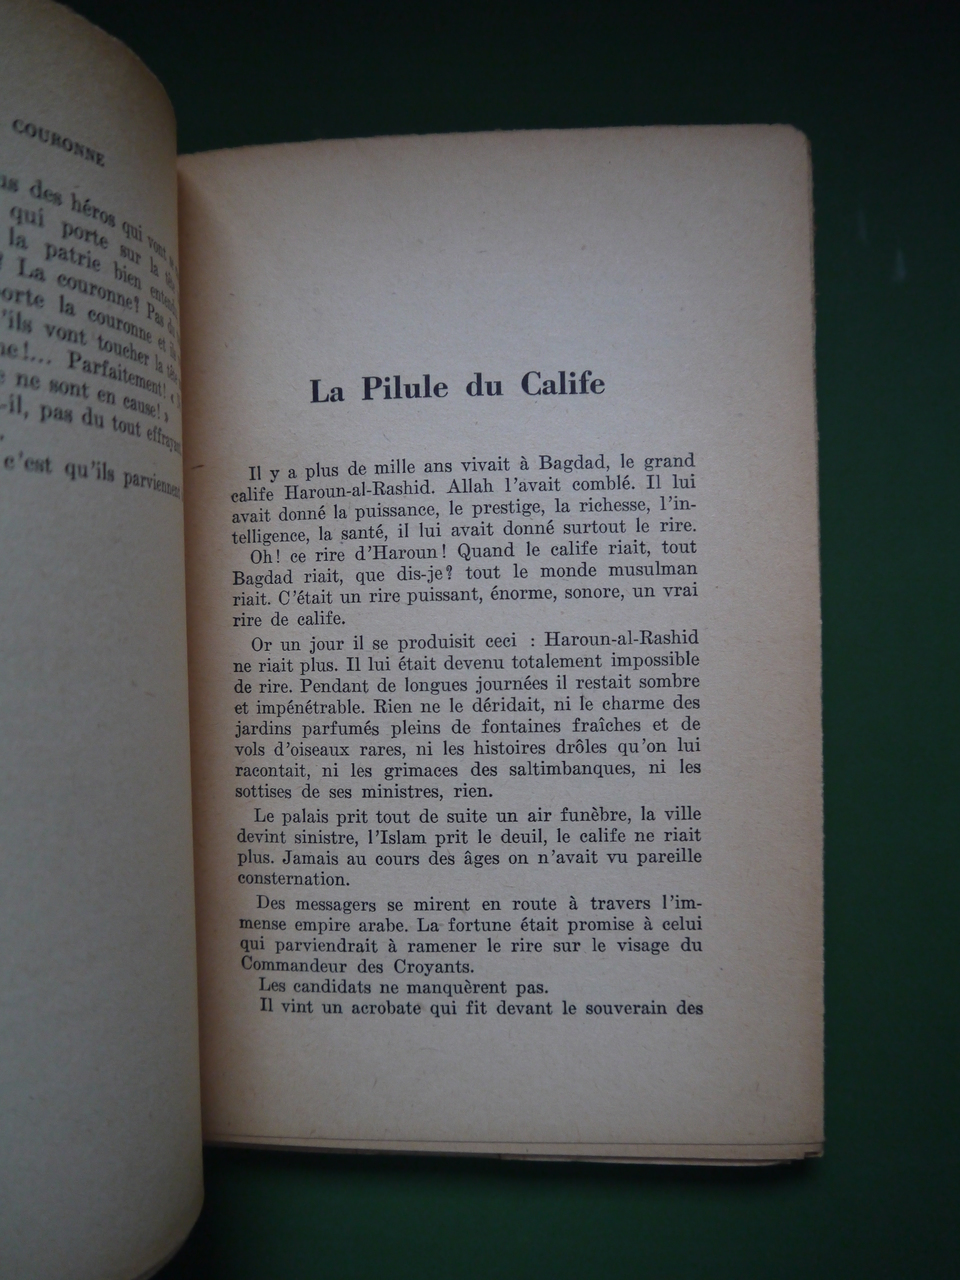 COURONNE
des héros qui vont
qui porte sur la
la patrie bien
La couronne? Pas
la couronne et
vont toucher la
Parfaitement!
ne sont en cause!
pas du tout
c'est qu'ils parviennent
La Pilule du Calife
Il y a plus de mille ans vivait à Bagdad, le grand
calife Haroun-al-Rashid. Allah l'avait comblé. Il lui
avait donné la puissance, le prestige, la richesse, l'in-
telligence, la santé, il lui avait donné surtout le rire.
Oh! ce rire d'Haroun! Quand le calife riait, tout
Bagdad riait, que dis-je? tout le monde musulman
riait. C'était un rire puissant, énorme, sonore, un vrai
rire de calife.
Or un jour il se produisit ceci : Haroun-al-Rashid
ne riait plus. Il lui était devenu totalement impossible
de rire. Pendant de longues journées il restait sombre
et impénétrable. Rien ne le déridait, ni le charme des
jardins parfumés pleins de fontaines fraîches et de
vols d'oiseaux rares, ni les histoires drôles qu'on lui
racontait, ni les grimaces des saltimbanques, ni les
sottises de ses ministres, rien.
Le palais prit tout de suite un air funèbre, la ville
devint sinistre, l'Islam prit le deuil, le calife ne riait
plus. Jamais au cours des âges on n'avait vu pareille
consternation.
Des messagers se mirent en route à travers l'im-
mense empire arabe. La fortune était promise à celui
qui parviendrait à ramener le rire sur le visage du
Commandeur des Croyants.
Les candidats ne manquèrent pas.
Il vint un acrobate qui fit devant le souverain des